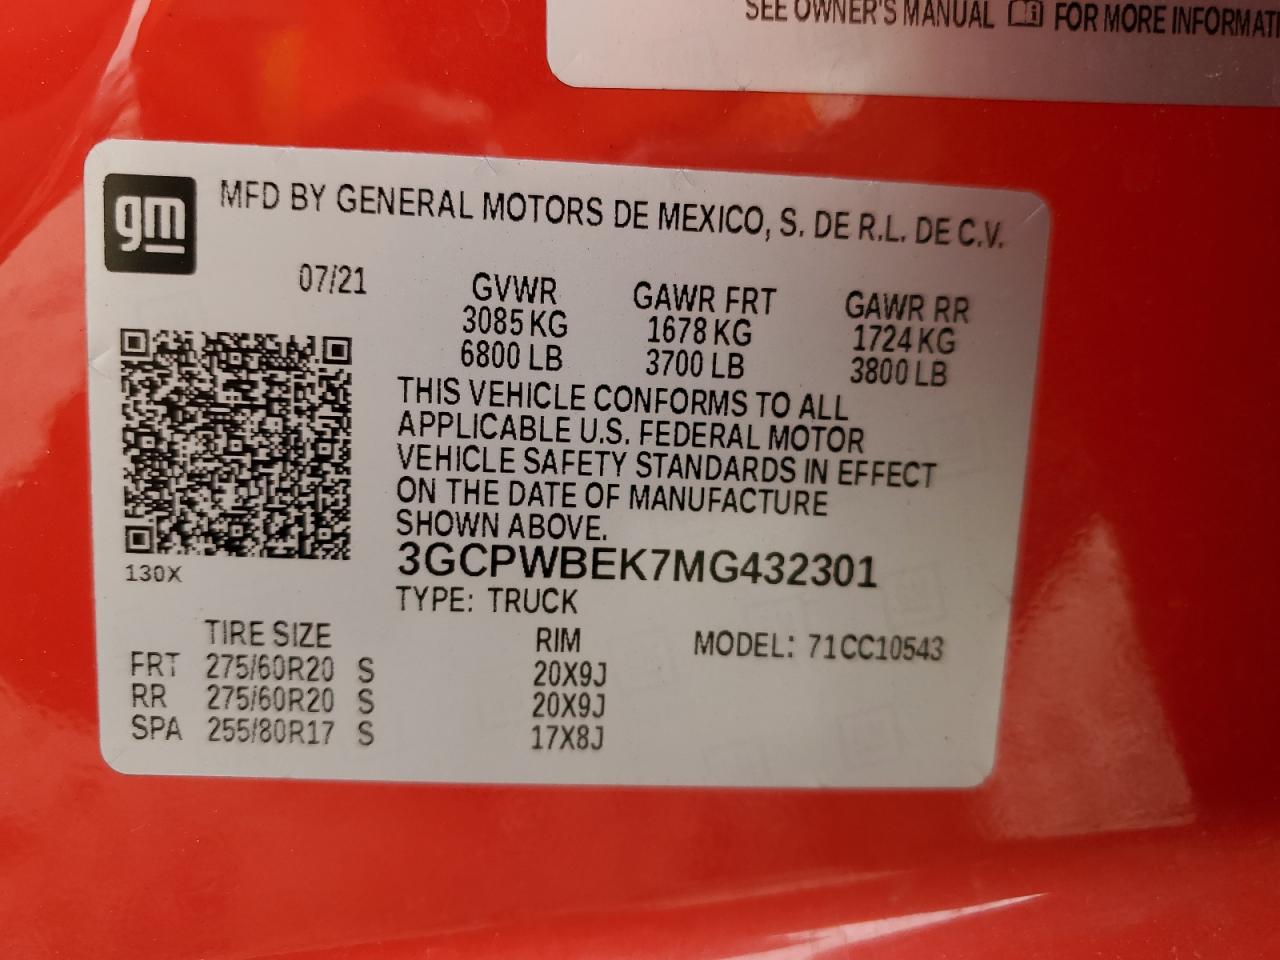 SEE OWNER'S MANUAL FOR MORE INFORMATI
gm
MFD BY GENERAL MOTORS DE MEXICO, S. DE R.L. DE C.V.
07/21 GVWR GAWR FRT GAWR RR
3085 KG 1678 KG 1724 KG
6800 LB 3700 LB 3800 LB
THIS VEHICLE CONFORMS TO ALL
APPLICABLE U.S. FEDERAL MOTOR
VEHICLE SAFETY STANDARDS IN EFFECT
ON THE DATE OF MANUFACTURE
SHOWN ABOVE.
3GCPWBEK7MG432301
130X
TYPE: TRUCK
TIRE SIZE RIM MODEL: 71CC10543
FRT 275/60R20 S 20X9J
RR 275/60R20 S 20X9J
SPA 255/80R17 S 17X8J